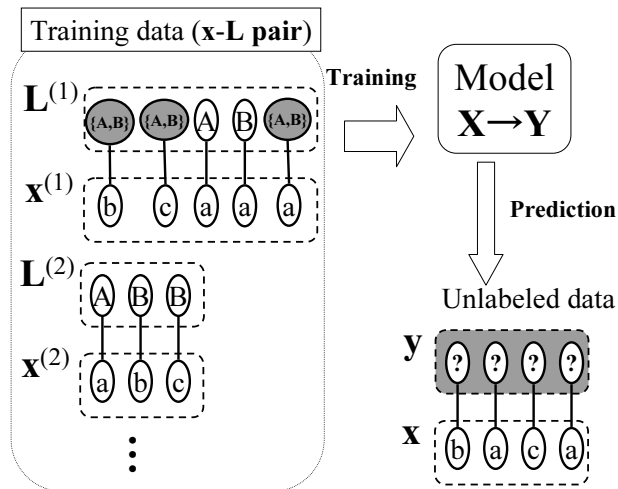 Training data (x-L pair)
L(1)
{A,B} {A,B} A B {A,B}
x(1)
b c a a a
L(2)
A B B
x(2)
a b c
Training
Model
X→Y
Prediction
Unlabeled data
y
? ? ? ?
x
b a c a